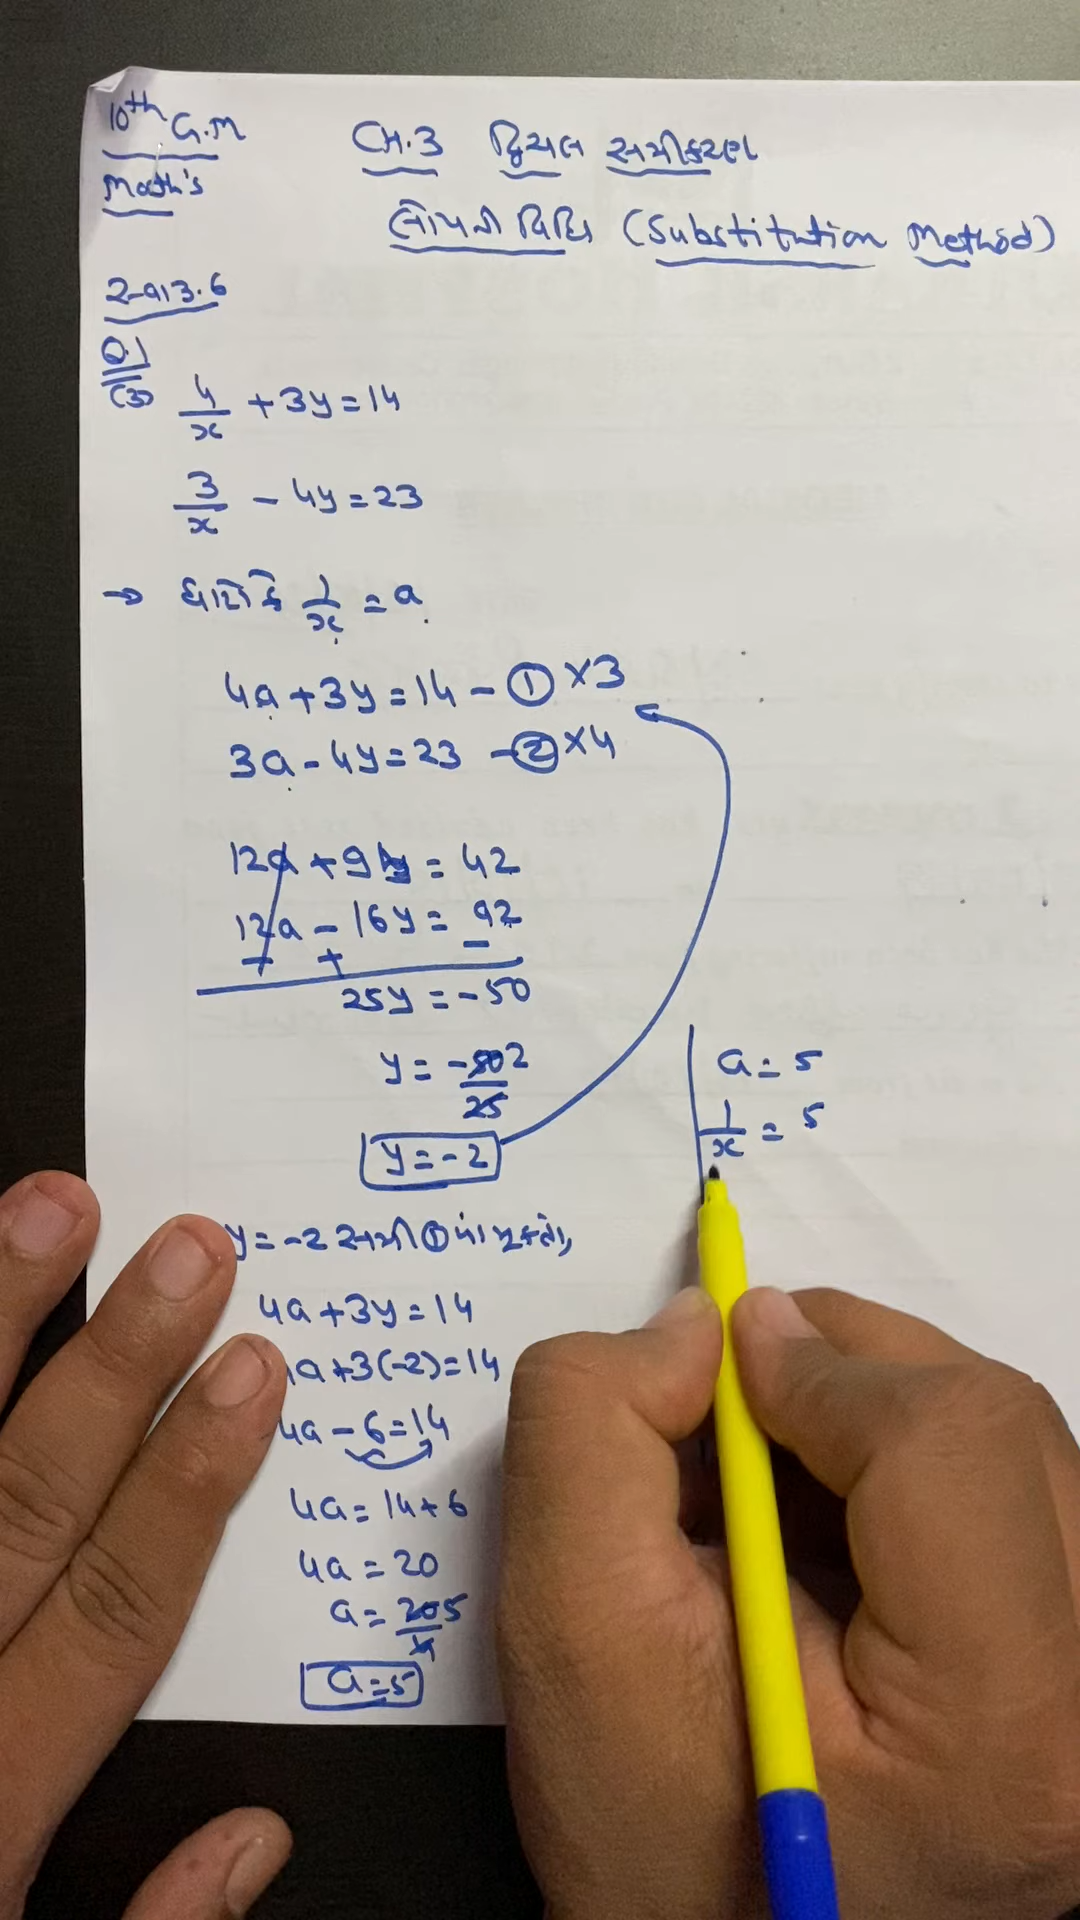 10th G.M
Math's
CH.3 દ્વિચલ સમીકરણ
લોપની વિધિ (Substitution Method)
સ્વા 3.6
Q.1
(3) 4/x + 3y = 14
3/x - 4y = 23
→ ધારો કે 1/x = a
4a + 3y = 14 - ① ×3
3a - 4y = 23 - ② ×4
12a + 9y = 42
12a - 16y = 92
- + -
25y = -50
y = -50/25 2
y = -2
y = -2 સમી ① માં મુકતા,
4a + 3y = 14
4a + 3(-2) = 14
4a - 6 = 14
4a = 14 + 6
4a = 20
a = 20/4 5
a = 5
a = 5
1/x = 5